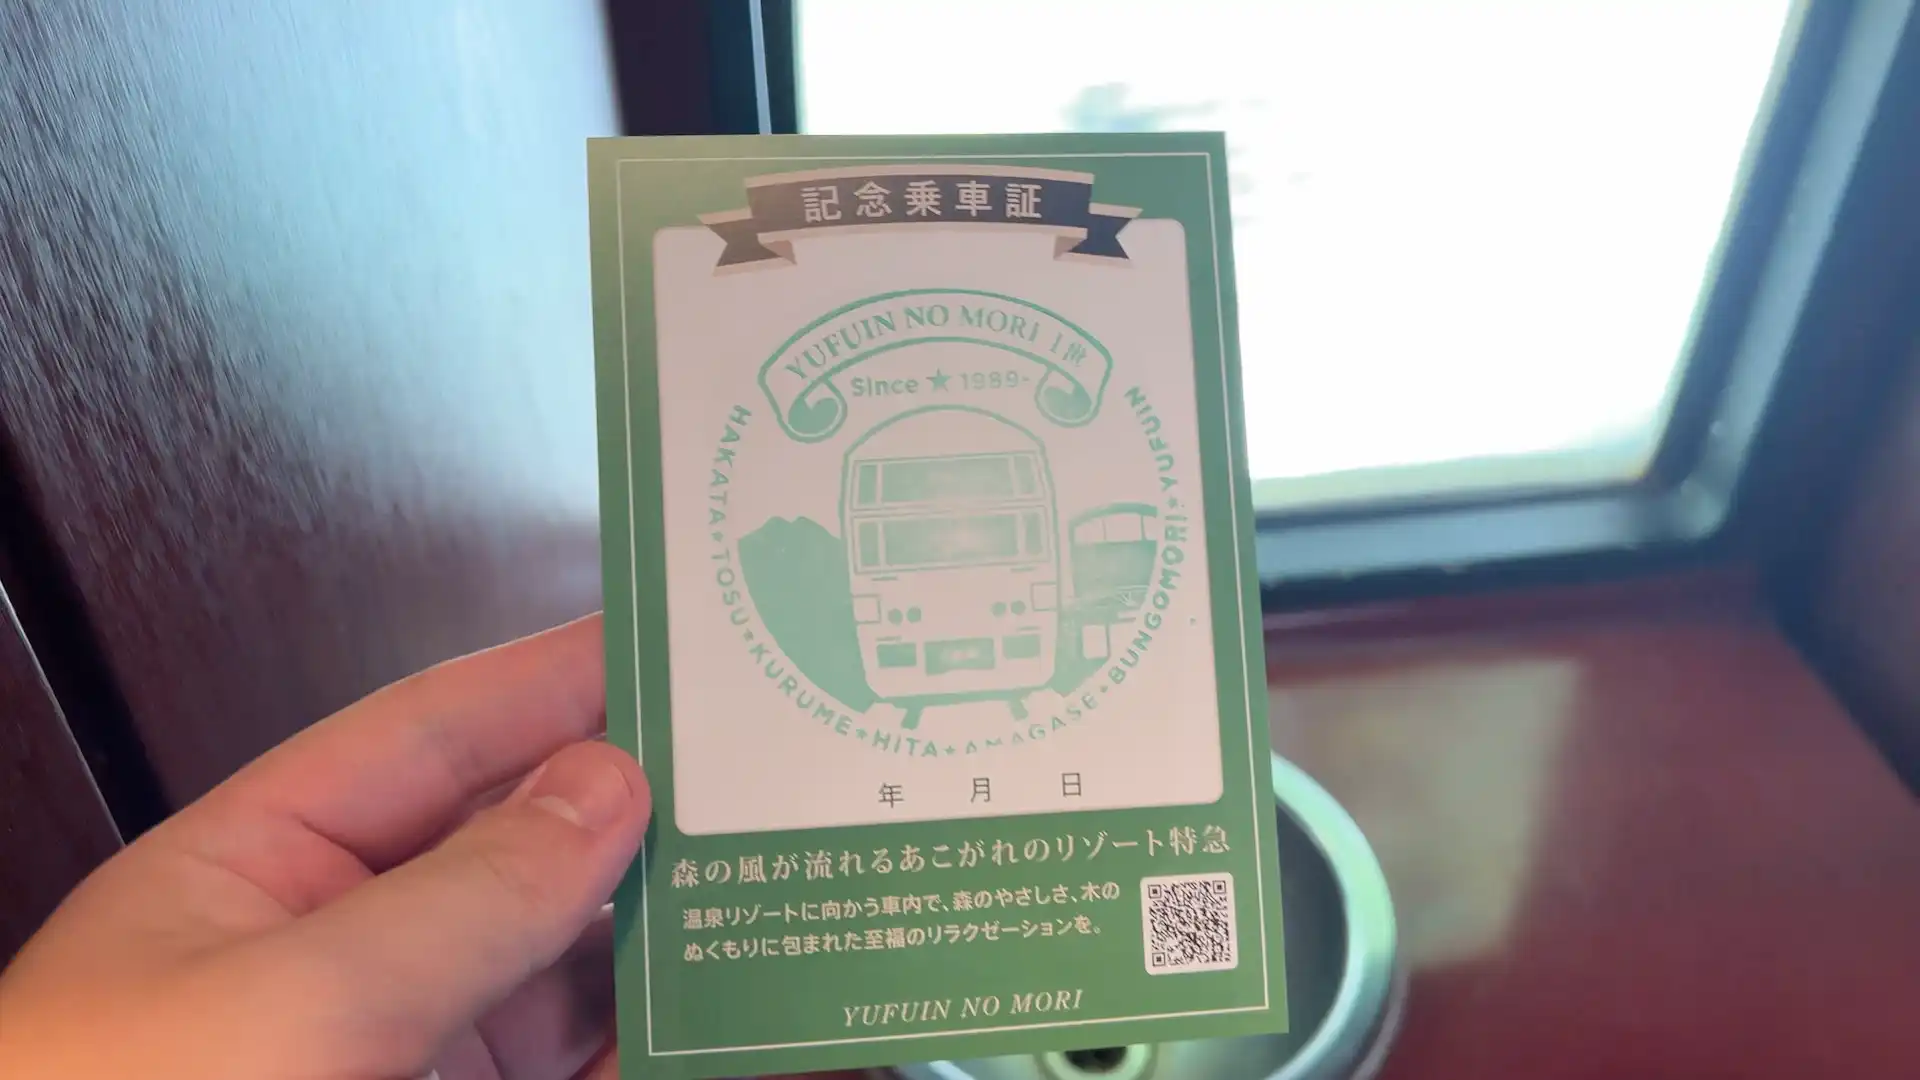 記念乗車証
YUFUIN NO MORI I世
Since ★ 1989-
HAKATA★TOSU★KURUME★HITA★AMAGASE★BUNGOMORI★YUFUIN
年 月 日
森の風が流れるあこがれのリゾート特急
温泉リゾートに向かう車内で、森のやさしさ、木の
ぬくもりに包まれた至福のリラクゼーションを。
YUFUIN NO MORI